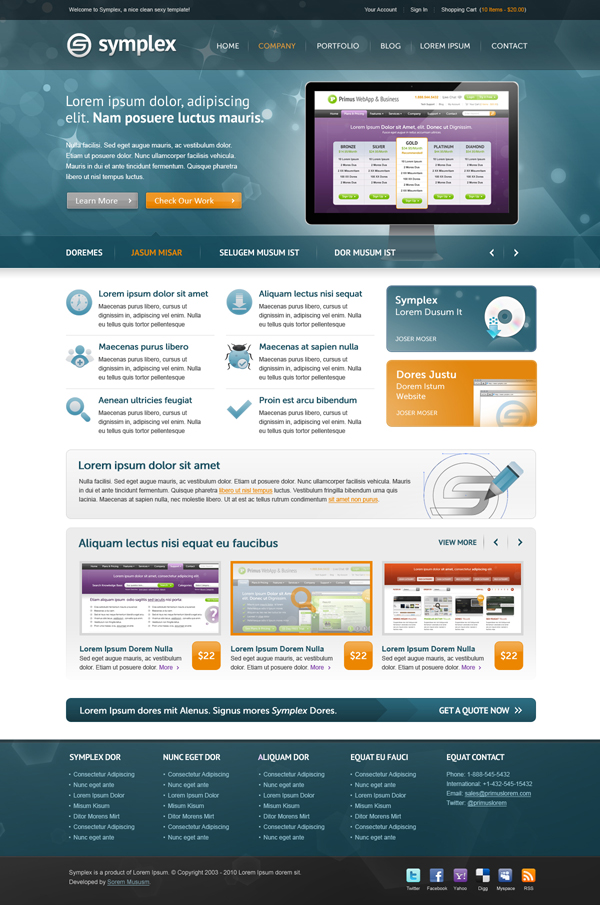 Welcome to Symplex, a nice clean sexy template!
Your Account
Sign In
Shopping Cart (10 Items - $20.00)
symplex
HOME
COMPANY
PORTFOLIO
BLOG
LOREM IPSUM
CONTACT
Lorem ipsum dolor, adipiscing
elit. Nam posuere luctus mauris.
Nulla facilisi. Sed eget augue mauris, ac vestibulum dolor.
Etiam ut posuere dolor. Nunc ullamcorper facilisis vehicula.
Mauris in dui et ante tincidunt fermentum. Quisque pharetra
libero ut nisl tempus luctus.
Learn More
Check Our Work
Primus WebApp & Business
Lorem ipsum Dolor sit Amet, elit. Donec ut Dignissim.
BRONZE
SILVER
GOLD
PLATINUM
DIAMOND
DOREMES
JASUM MISAR
SELUGEM MUSUM IST
DOR MUSUM IST
Lorem ipsum dolor sit amet
Maecenas purus libero, cursus ut
dignissim in, adipiscing vel enim. Nulla
eu tellus quis tortor pellentesque
Aliquam lectus nisi sequat
Maecenas purus libero, cursus ut
dignissim in, adipiscing vel enim. Nulla
eu tellus quis tortor pellentesque
Maecenas purus libero
Maecenas purus libero, cursus ut
dignissim in, adipiscing vel enim. Nulla
eu tellus quis tortor pellentesque
Maecenas at sapien nulla
Maecenas purus libero, cursus ut
dignissim in, adipiscing vel enim. Nulla
eu tellus quis tortor pellentesque
Aenean ultricies feugiat
Maecenas purus libero, cursus ut
dignissim in, adipiscing vel enim. Nulla
eu tellus quis tortor pellentesque
Proin est arcu bibendum
Maecenas purus libero, cursus ut
dignissim in, adipiscing vel enim. Nulla
eu tellus quis tortor pellentesque
Symplex
Lorem Dusum It
JOSER MOSER
Dores Justu
Dorem Istum
Website
JOSER MOSER
Lorem ipsum dolor sit amet
Nulla facilisi. Sed eget augue mauris, ac vestibulum dolor. Etiam ut posuere dolor. Nunc ullamcorper facilisis vehicula. Mauris in dui et ante tincidunt
fermentum. Quisque pharetra libero ut nisl tempus luctus. Vestibulum fringilla bibendum urna quis
lacinia. Maecenas at sapien nulla, nec molestie libero. Ut at est ac tellus rutrum condimentum sit amet non purus.
Aliquam lectus nisi equat eu faucibus
VIEW MORE
Primus WebApp & Business
Lorem Ipsum Dorem Nulla
Sed eget augue mauris, ac vestibulum
dolor. Etiam ut posuere dolor. More
$22
Lorem Ipsum Dorem Nulla
Sed eget augue mauris, ac vestibulum
dolor. Etiam ut posuere dolor. More
$22
Lorem Ipsum Dorem Nulla
Sed eget augue mauris, ac vestibulum
dolor. Etiam ut posuere dolor. More
$22
Lorem Ipsum dores mit Alenus. Signus mores Symplex Dores.
GET A QUOTE NOW
SYMPLEX DOR
Consectetur Adipiscing
Nunc eget ante
Lorem Ipsum Dolor
Misum Kisum
Ditor Morens Mirt
Consectetur Adipiscing
Nunc eget ante
NUNC EGET DOR
Consectetur Adipiscing
Nunc eget ante
Lorem Ipsum Dolor
Misum Kisum
Ditor Morens Mirt
Consectetur Adipiscing
Nunc eget ante
ALIQUAM DOR
Consectetur Adipiscing
Nunc eget ante
Lorem Ipsum Dolor
Misum Kisum
Ditor Morens Mirt
Consectetur Adipiscing
Nunc eget ante
EQUAT EU FAUCI
Consectetur Adipiscing
Nunc eget ante
Lorem Ipsum Dolor
Misum Kisum
Ditor Morens Mirt
Consectetur Adipiscing
Nunc eget ante
EQUAT CONTACT
Phone: 1-888-545-5432
International: +1-432-545-15432
Email: sales@primuslorem.com
Twitter: @primuslorem
Symplex is a product of Lorem Ipsum. © Copyright 2003 - 2010 Lorem Ipsum dorem sit.
Developed by Sorem Mususm.
Twitter
Facebook
Yahoo
Digg
Myspace
RSS